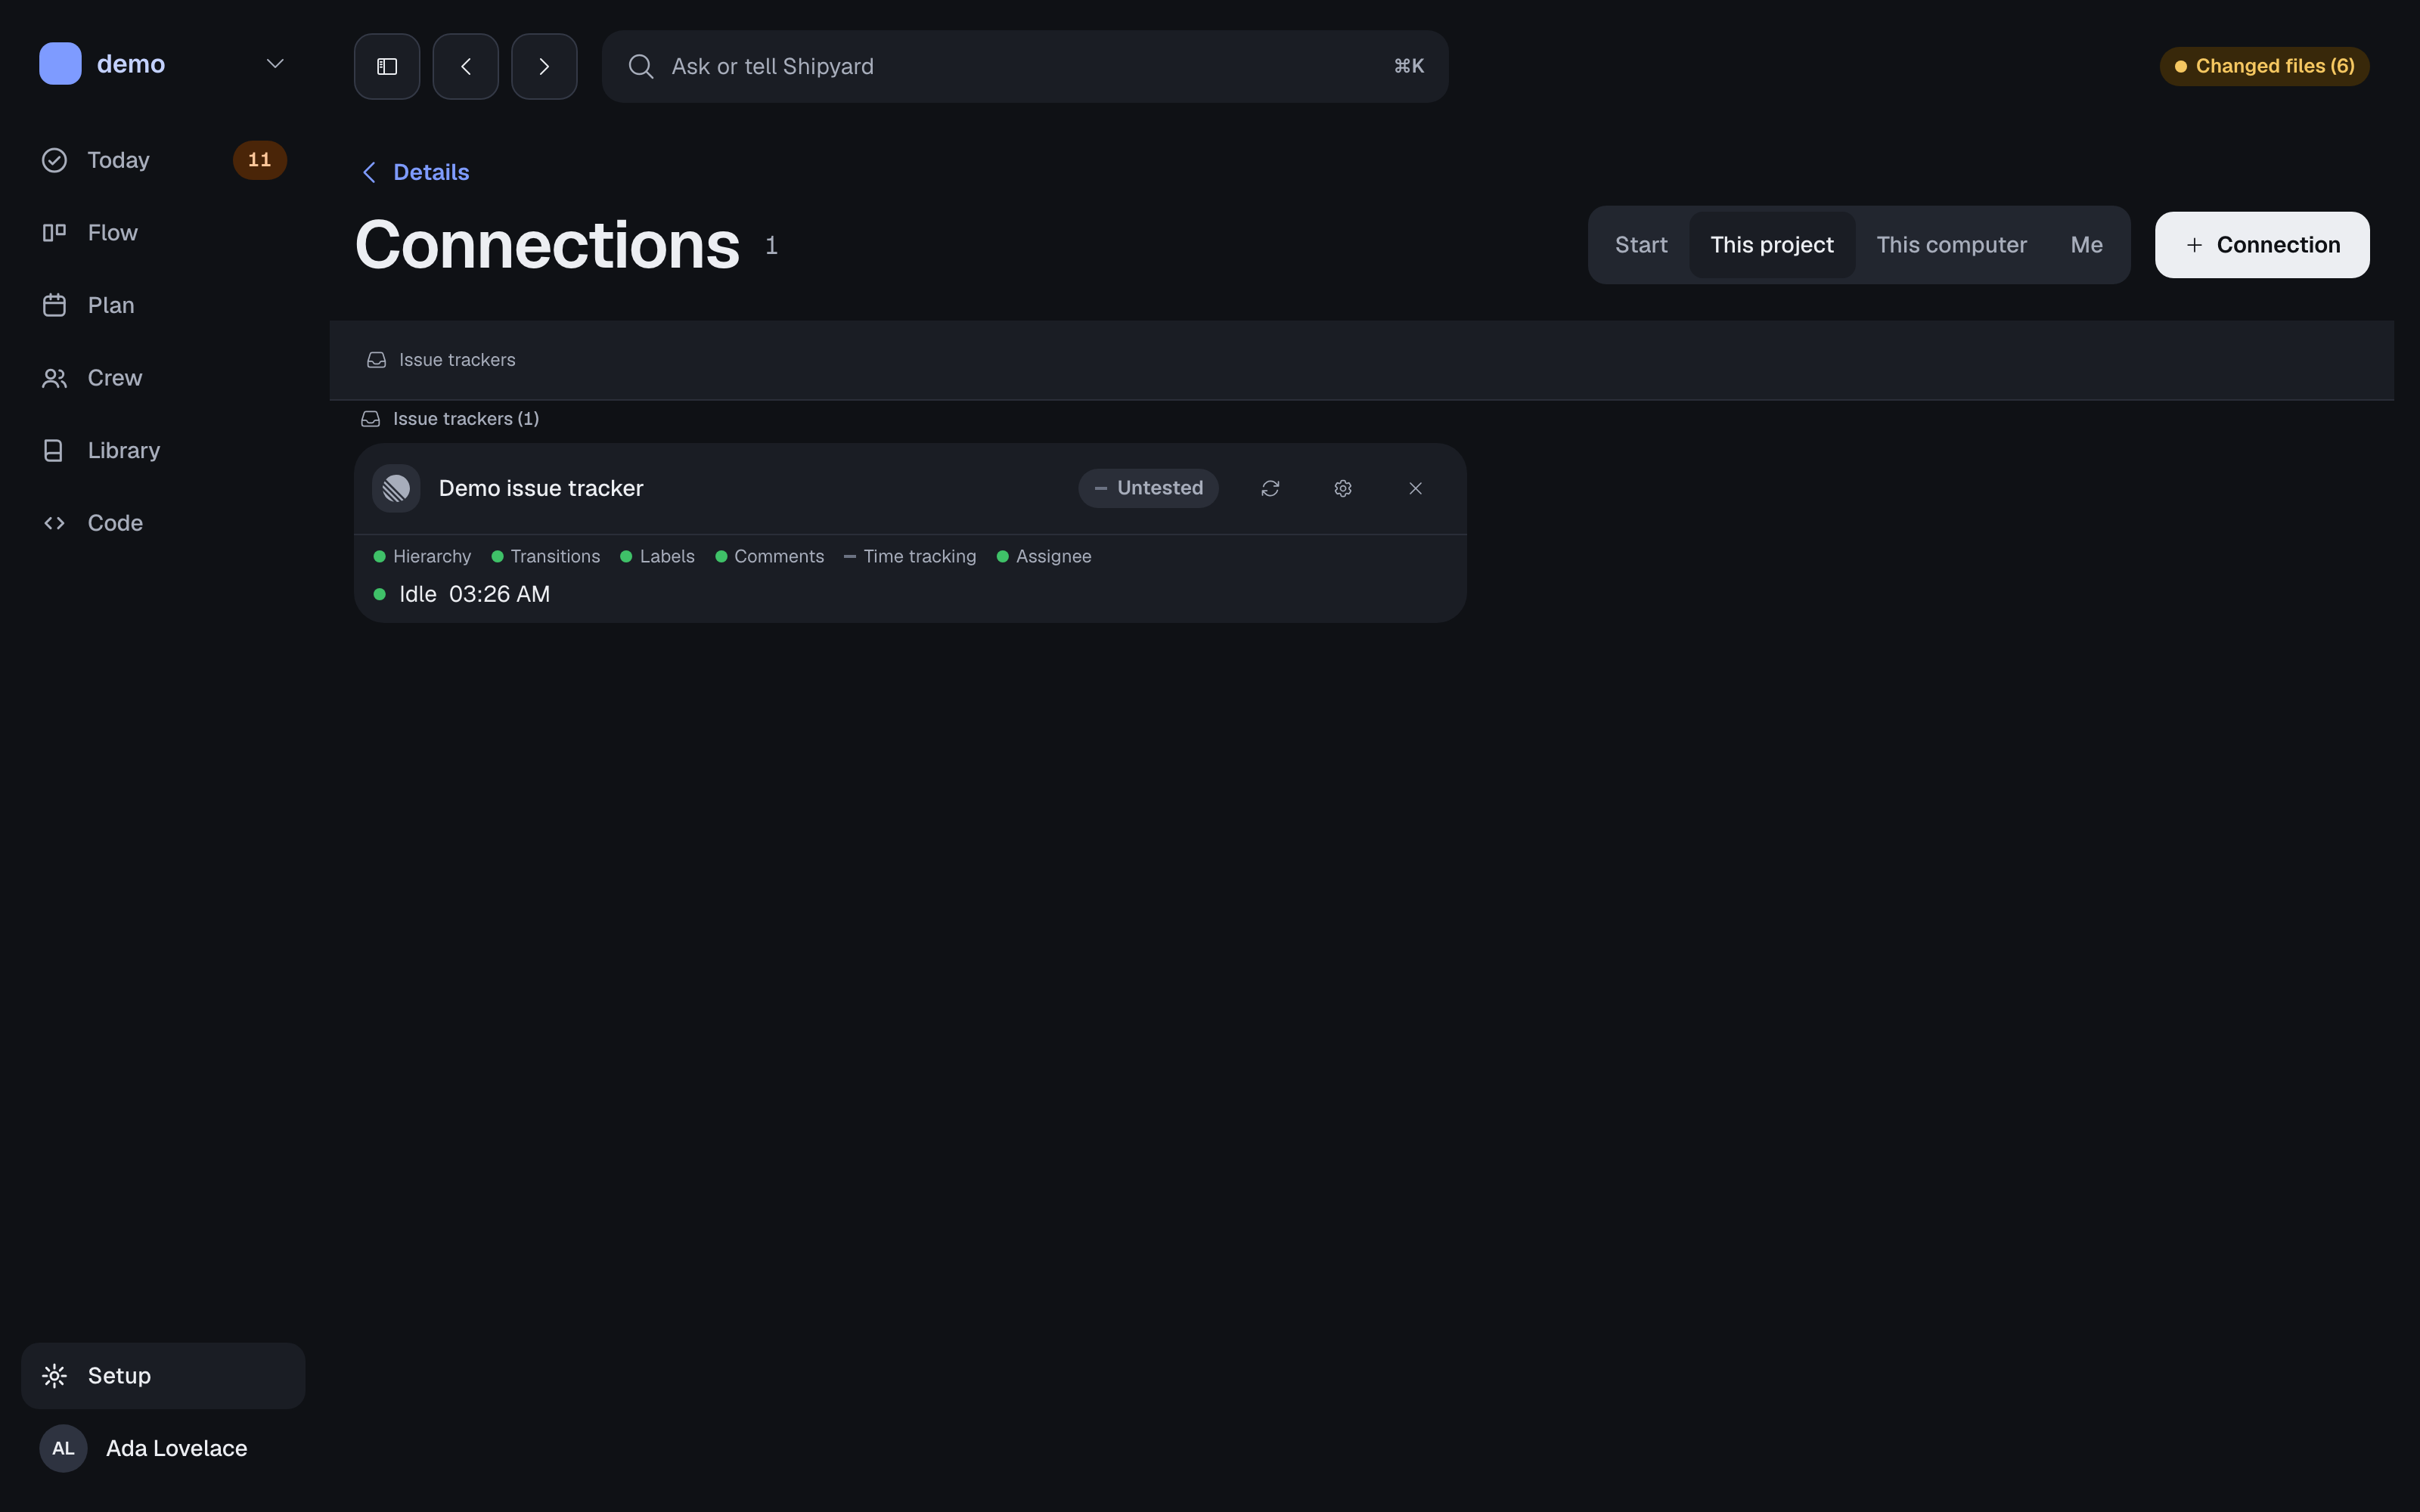 demo
Ask or tell Shipyard ⌘K
Changed files (6)
Today 11
Flow
Plan
Crew
Library
Code
Details
Connections 1
Start This project This computer Me
+ Connection
Issue trackers
Issue trackers (1)
Demo issue tracker
Untested
Hierarchy Transitions Labels Comments Time tracking Assignee
Idle 03:26 AM
Setup
AL Ada Lovelace